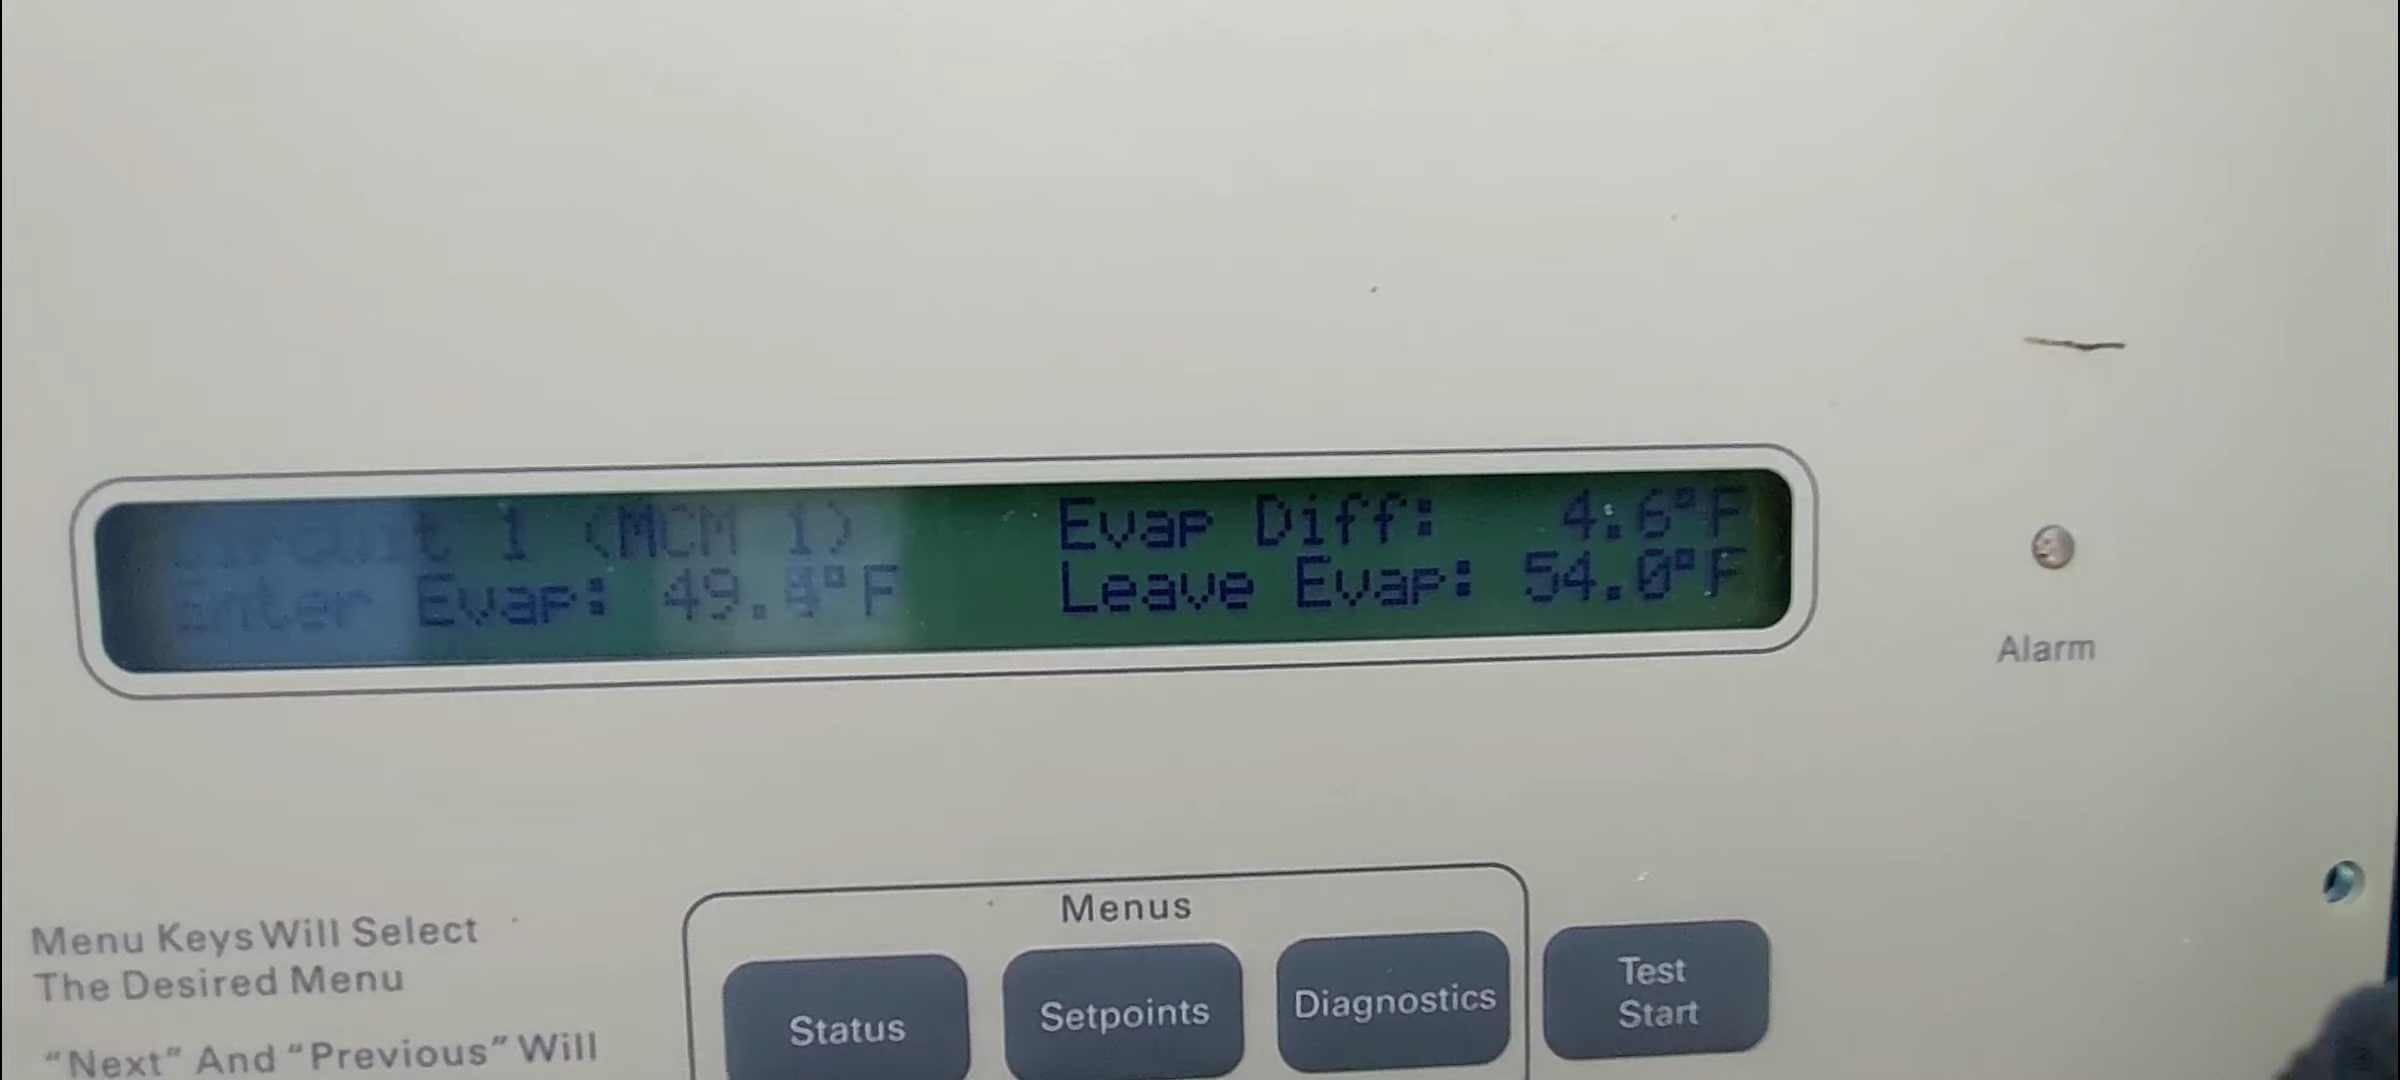 Circuit 1 (MCM 1)
Evap Diff: 4.6°F
Enter Evap: 49.4°F
Leave Evap: 54.0°F
Alarm
Menu Keys Will Select
The Desired Menu
"Next" And "Previous" Will
Menus
Status
Setpoints
Diagnostics
Test
Start